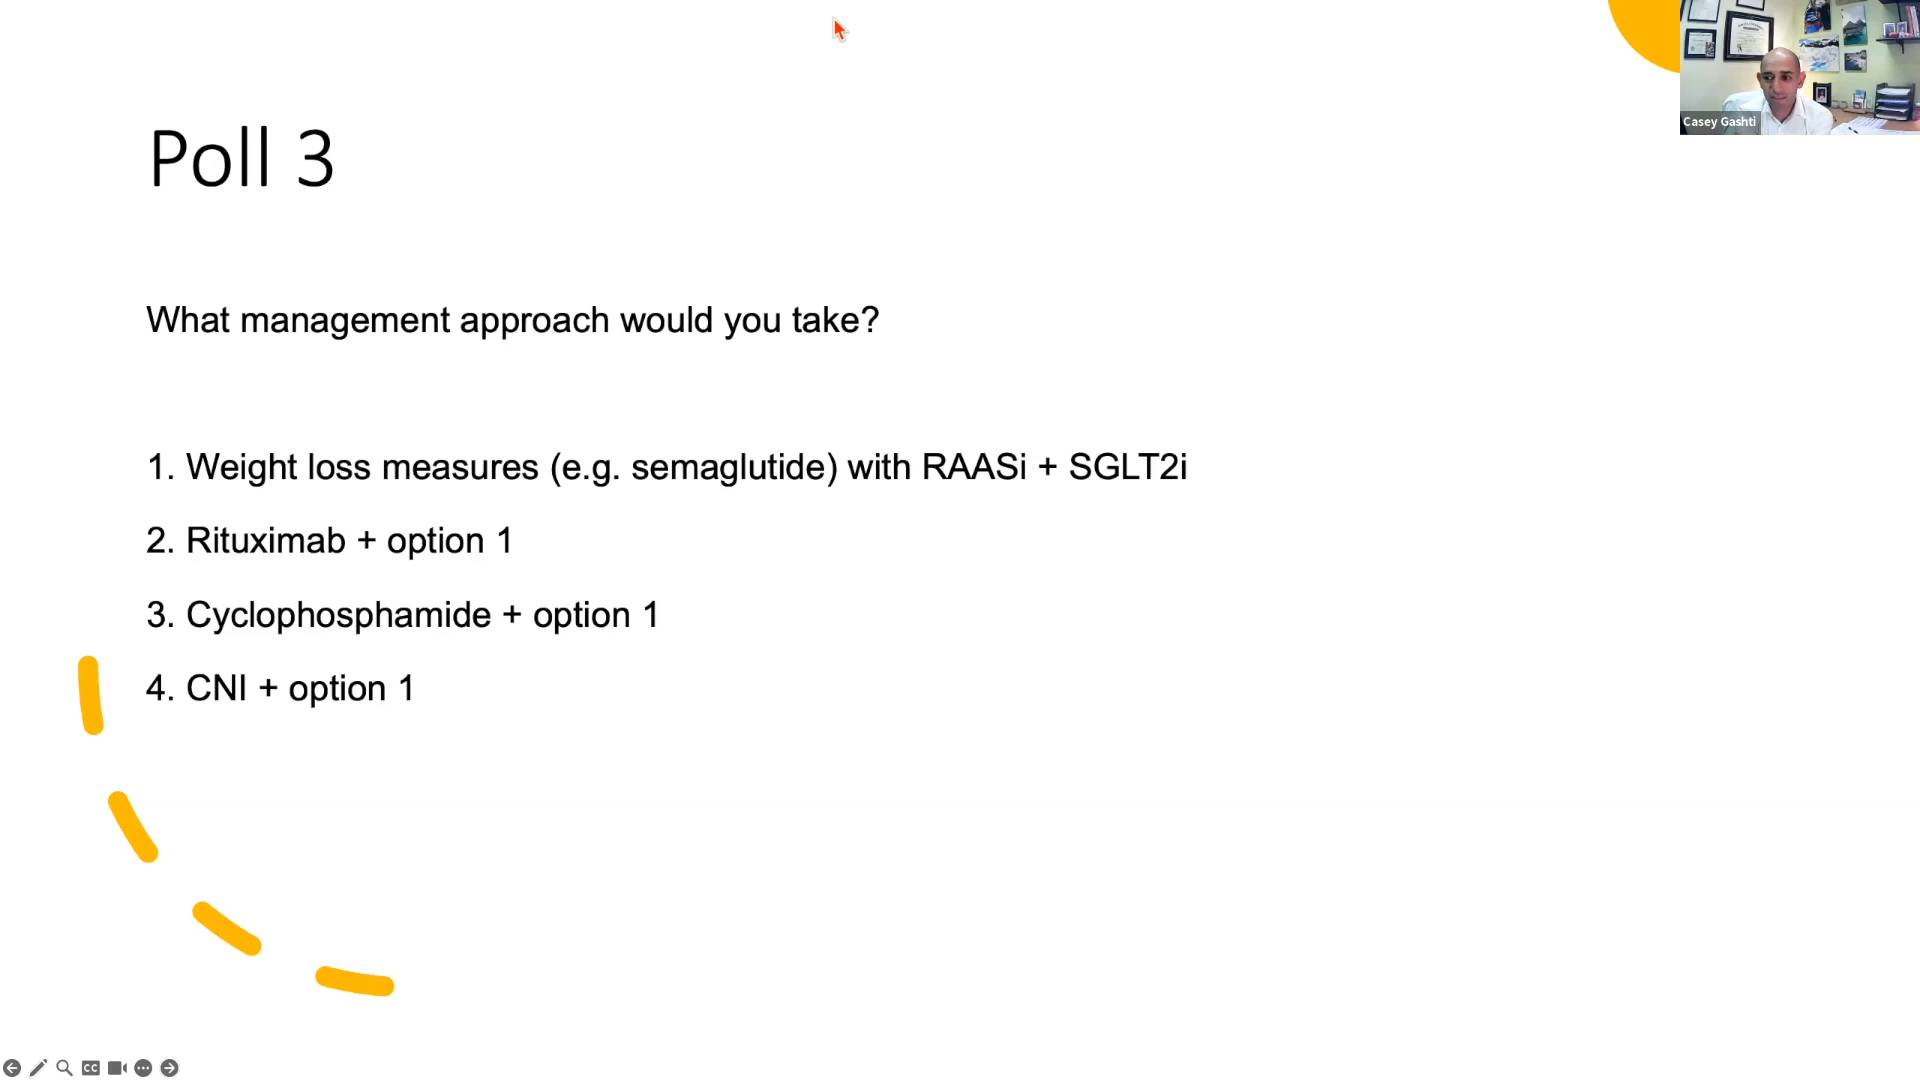 Poll 3
Casey Gashti
What management approach would you take?
1. Weight loss measures (e.g. semaglutide) with RAASi + SGLT2i
2. Rituximab + option 1
3. Cyclophosphamide + option 1
4. CNI + option 1
CC